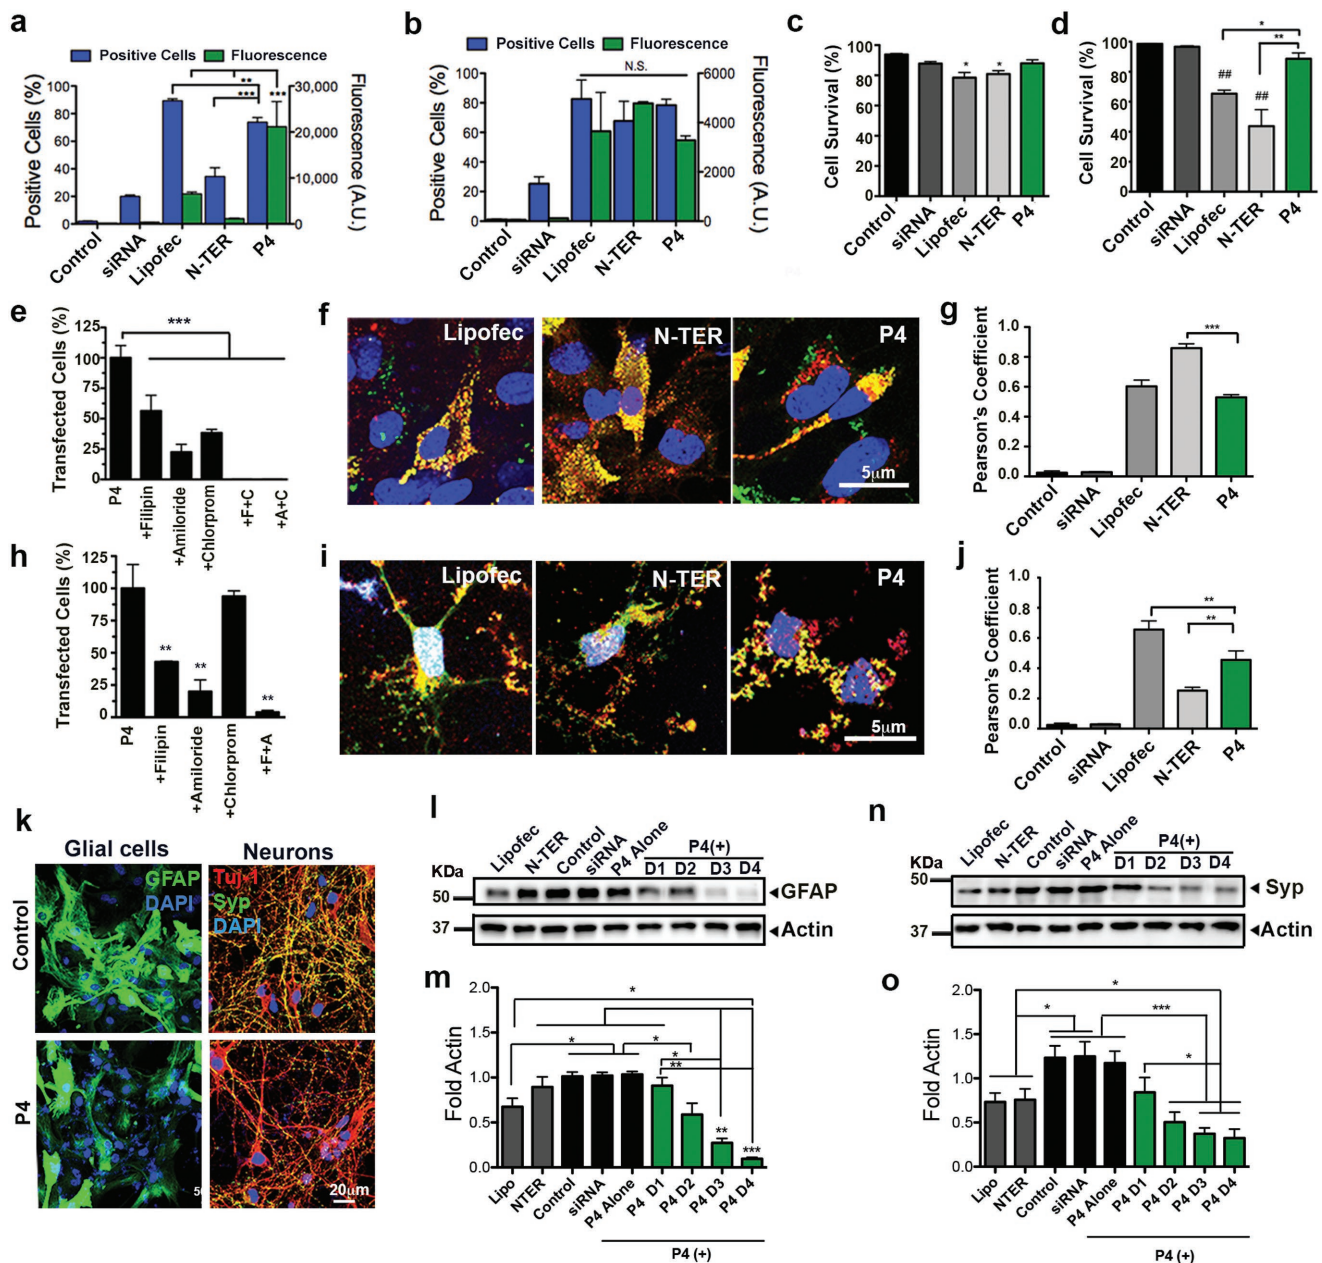 a
Positive Cells Fluorescence
Positive Cells (%)
100
80
60
40
20
0
** 
***
***
30,000
20,000
10,000
0
Fluorescence (A.U.)
Control siRNA Lipofec N-TER P4
b
Positive Cells Fluorescence
Positive Cells (%)
100
80
60
40
20
0
N.S.
6000
4000
2000
0
Fluorescence (A.U.)
Control siRNA Lipofec N-TER P4
c
Cell Survival (%)
100
80
60
40
20
0
* *
Control siRNA Lipofec N-TER P4
d
Cell Survival (%)
100
80
60
40
20
0
*
**
## ##
Control siRNA Lipofec N-TER P4
e
Transfected Cells (%)
125
100
75
50
25
0
***
P4 +Filipin +Amiloride +Chlorprom +F+C +A+C
f
Lipofec N-TER P4
5μm
g
Pearson's Coefficient
1.0
0.8
0.6
0.4
0.2
0.0
***
Control siRNA Lipofec N-TER P4
h
Transfected Cells (%)
125
100
75
50
25
0
** ** **
P4 +Filipin +Amiloride +Chlorprom +F+A
i
Lipofec N-TER P4
5μm
j
Pearson's Coefficient
1.0
0.8
0.6
0.4
0.2
0.0
**
**
Control siRNA Lipofec N-TER P4
k
Glial cells Neurons
Control
GFAP
DAPI
Tuj-1
Syp
DAPI
P4
50
20μm
l
Lipofec N-TER Control siRNA P4 Alone
P4(+)
D1 D2 D3 D4
KDa
50
GFAP
37
Actin
m
Fold Actin
2.0
1.5
1.0
0.5
0.0
*
* *
*
**
**
***
Lipo NTER Control siRNA P4 Alone P4 D1 P4 D2 P4 D3 P4 D4
P4 (+)
n
Lipofec N-TER Control siRNA P4 Alone
P4(+)
D1 D2 D3 D4
KDa
50
Syp
37
Actin
o
Fold Actin
2.0
1.5
1.0
0.5
0.0
*
* ***
*
Lipo NTER Control siRNA P4 Alone P4 D1 P4 D2 P4 D3 P4 D4
P4 (+)